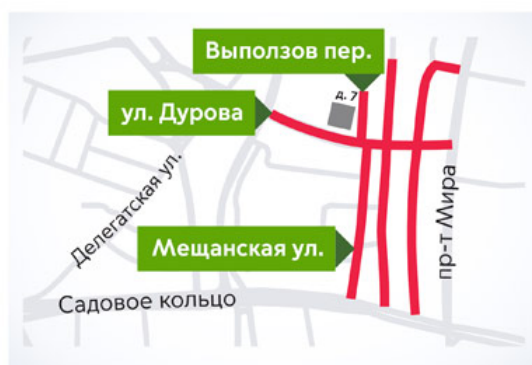 Выползов пер.
д. 7
ул. Дурова
Делегатская ул.
Мещанская ул.
пр-т Мира
Садовое кольцо